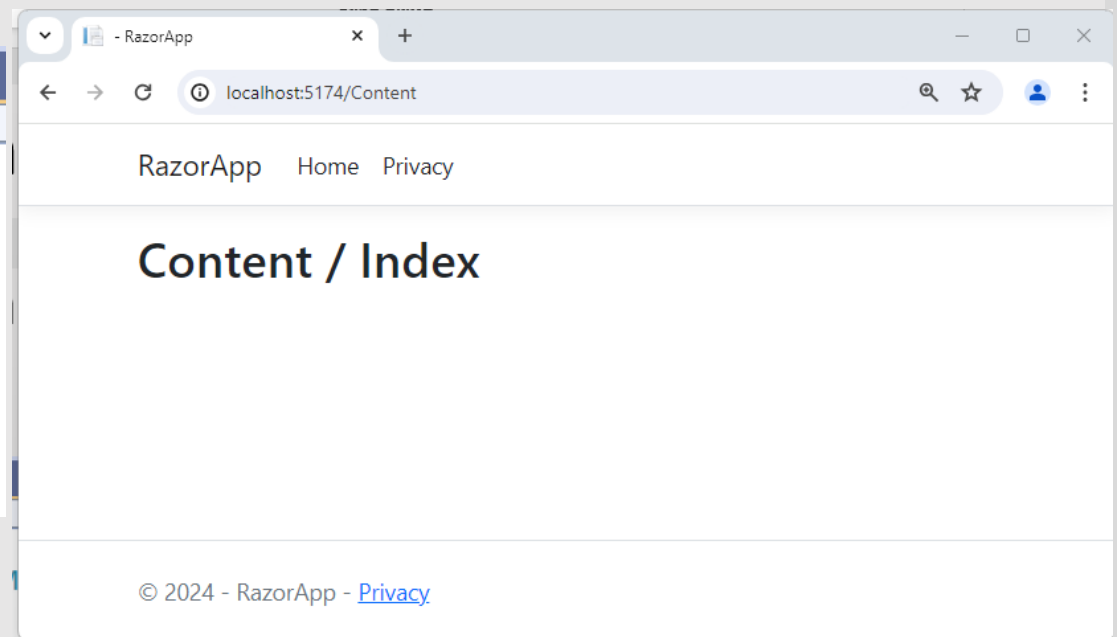 - RazorApp
localhost:5174/Content
RazorApp Home Privacy
Content / Index
© 2024 - RazorApp - Privacy